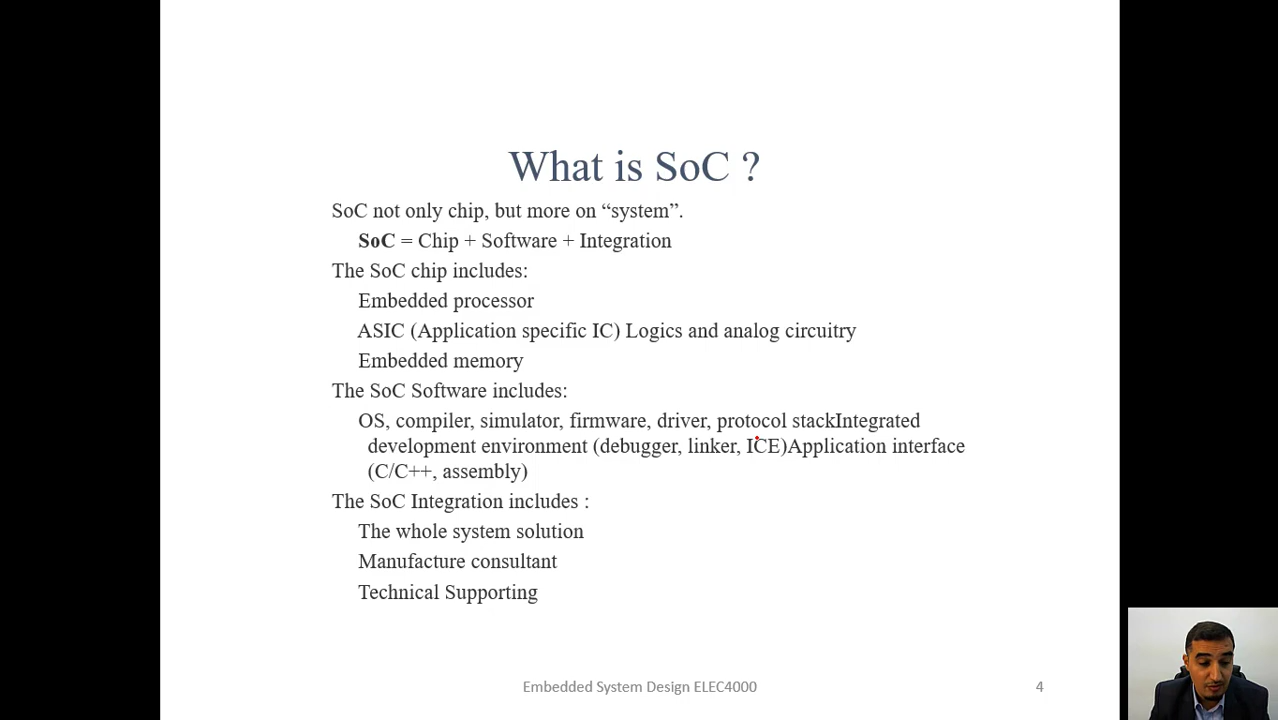 What is SoC ?
SoC not only chip, but more on “system”.
SoC = Chip + Software + Integration
The SoC chip includes:
Embedded processor
ASIC (Application specific IC) Logics and analog circuitry
Embedded memory
The SoC Software includes:
OS, compiler, simulator, firmware, driver, protocol stackIntegrated
development environment (debugger, linker, ICE)Application interface
(C/C++, assembly)
The SoC Integration includes :
The whole system solution
Manufacture consultant
Technical Supporting
Embedded System Design ELEC4000
4